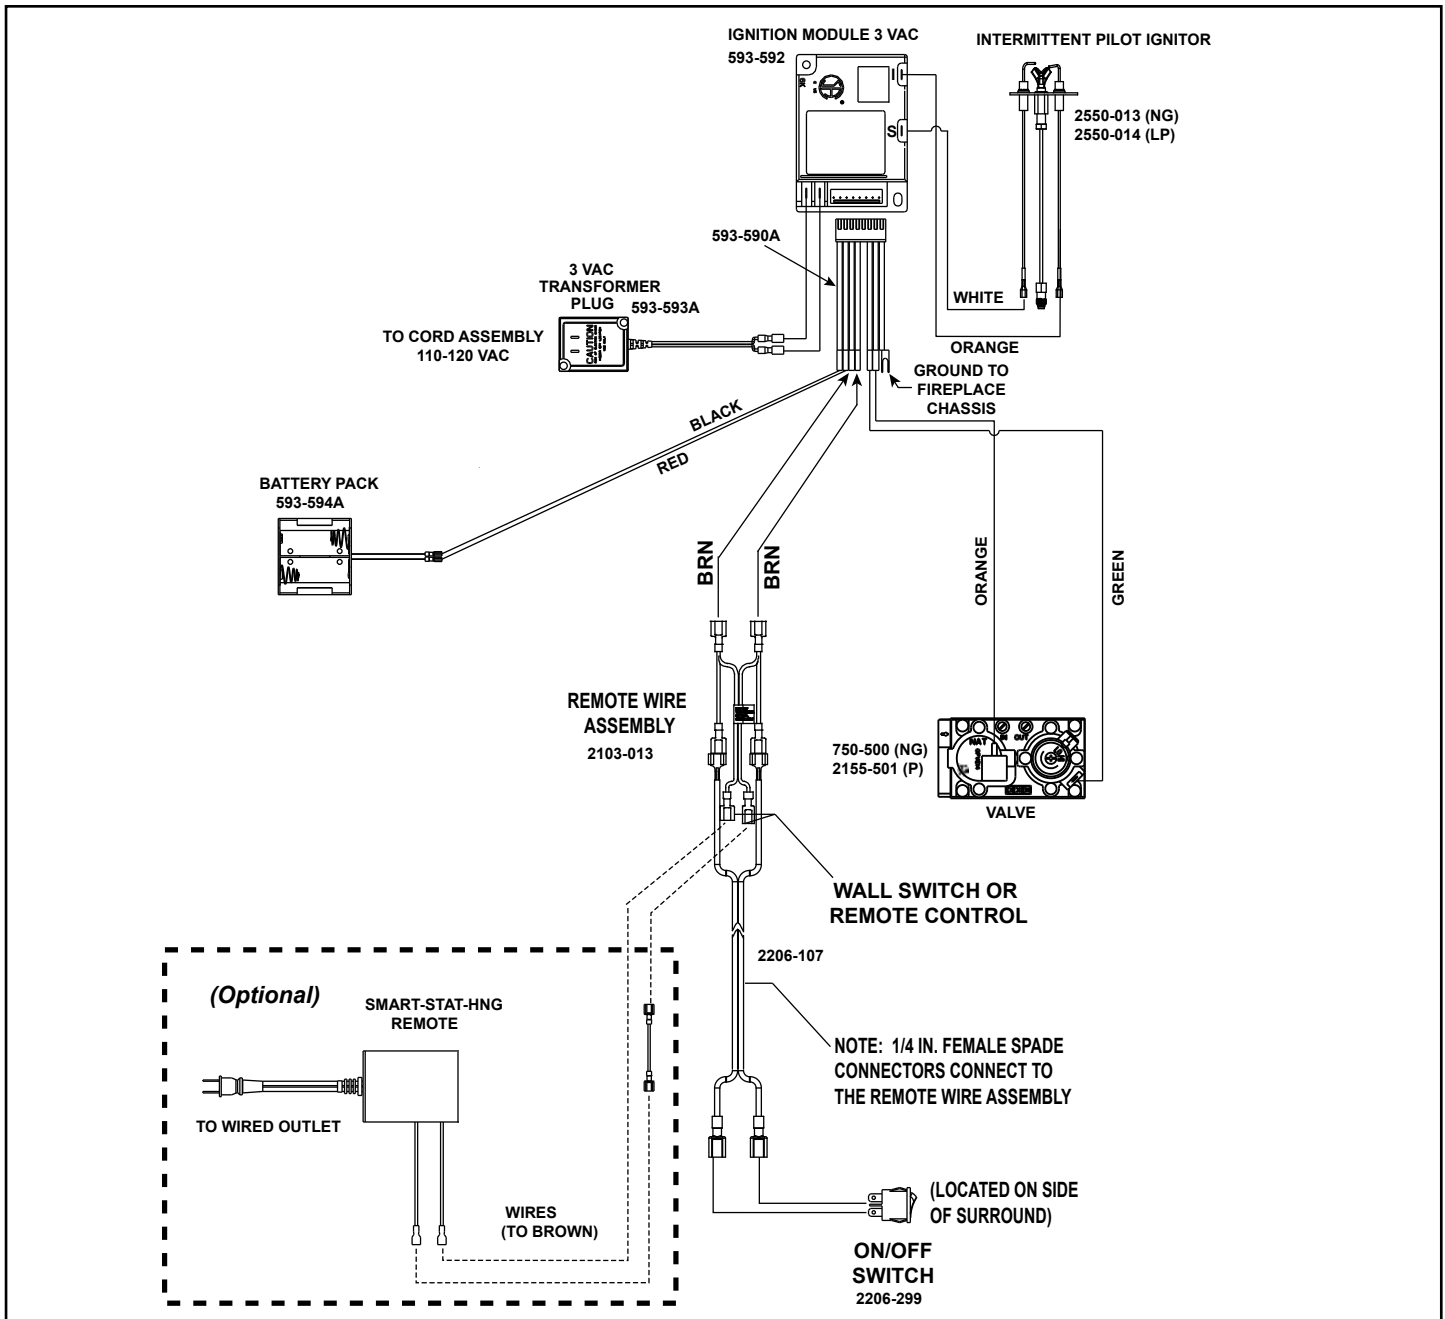 IGNITION MODULE 3 VAC
593-592
INTERMITTENT PILOT IGNITOR
I
S
6K
2550-013 (NG)
2550-014 (LP)
593-590A
3 VAC
TRANSFORMER
PLUG
593-593A
CAUTION
TO CORD ASSEMBLY
110-120 VAC
WHITE
ORANGE
GROUND TO
FIREPLACE
CHASSIS
BLACK
RED
BATTERY PACK
593-594A
BRN
BRN
ORANGE
GREEN
REMOTE WIRE
ASSEMBLY
2103-013
750-500 (NG)
2155-501 (P)
NAT
IN
OUT
VALVE
WALL SWITCH OR
REMOTE CONTROL
2206-107
(Optional)
SMART-STAT-HNG
REMOTE
TO WIRED OUTLET
WIRES
(TO BROWN)
NOTE: 1/4 IN. FEMALE SPADE
CONNECTORS CONNECT TO
THE REMOTE WIRE ASSEMBLY
(LOCATED ON SIDE
OF SURROUND)
ON/OFF
SWITCH
2206-299